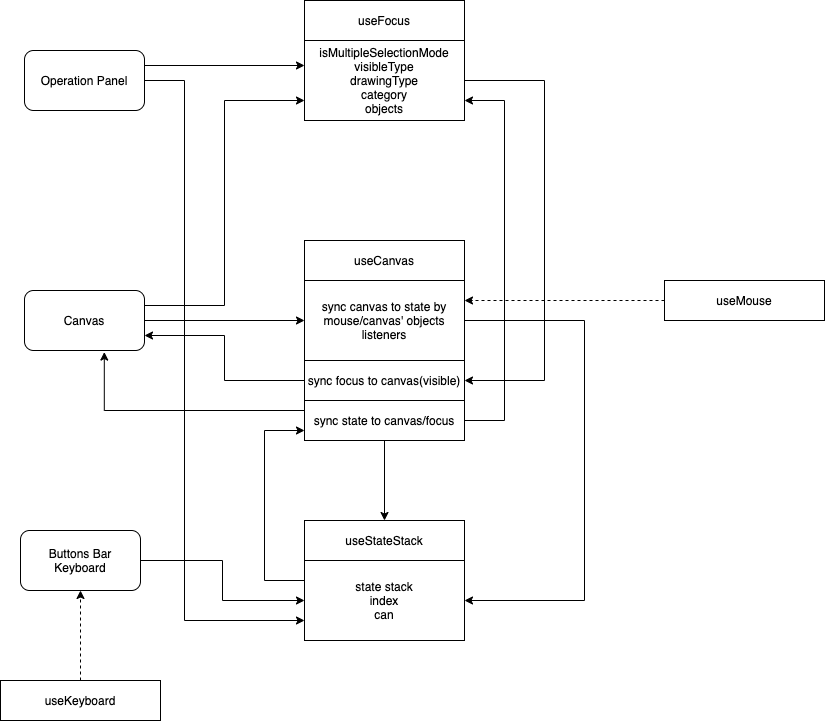 useFocus
isMultipleSelectionMode
visibleType
drawingType
category
objects
Operation Panel
useCanvas
sync canvas to state by
mouse/canvas' objects
listeners
sync focus to canvas(visible)
sync state to canvas/focus
Canvas
useMouse
useStateStack
state stack
index
can
Buttons Bar
Keyboard
useKeyboard